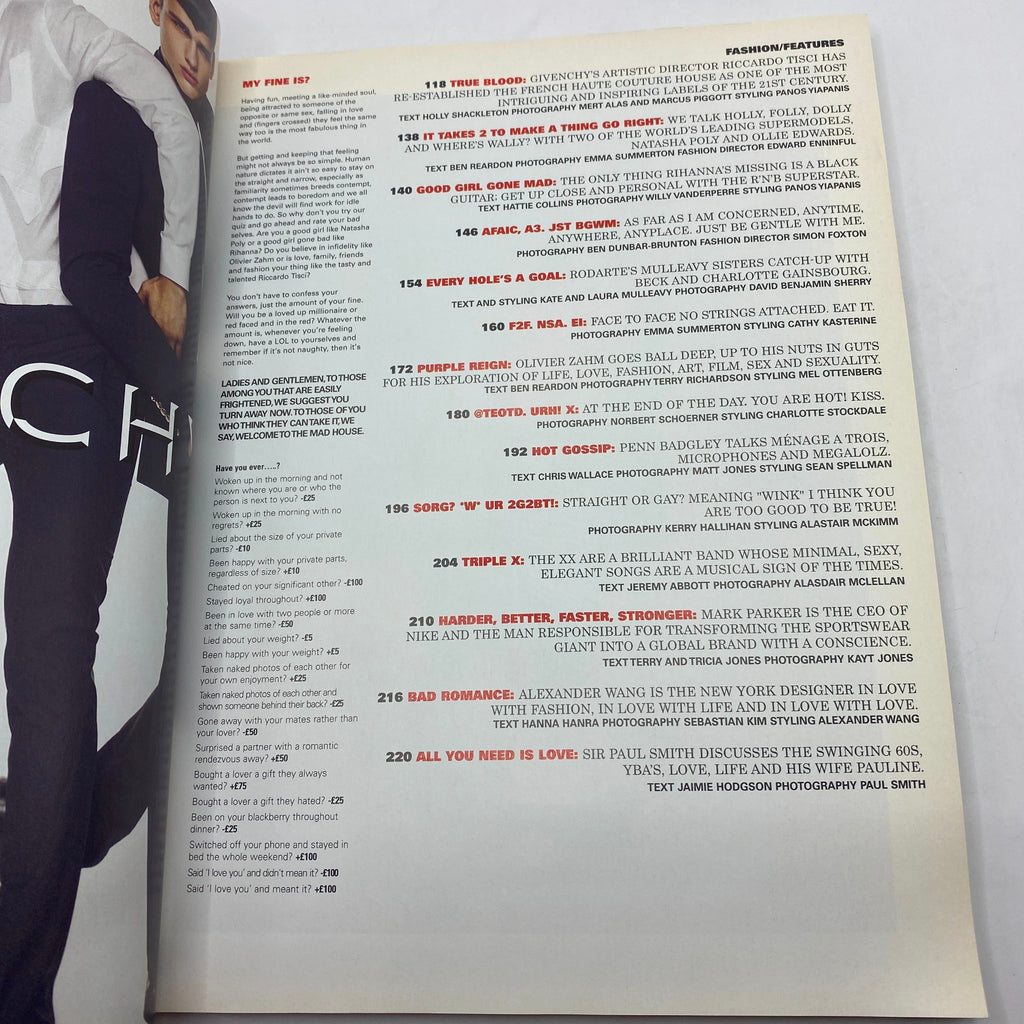 CH
MY FINE IS?
Having fun, meeting a like-minded soul,
being attracted to someone of the
opposite or same sex, falling in love
and (fingers crossed) they feel the same
way too is the most fabulous thing in
the world.
But getting and keeping that feeling
might not always be so simple. Human
nature dictates it ain't so easy to stay on
the straight and narrow, especially as
familiarity sometimes breeds contempt,
contempt leads to boredom and we all
know the devil will find work for idle
hands to do. So why don't you try our
quiz and go ahead and rate your bad
selves. Are you a good girl like Natasha
Poly or a good girl gone bad like
Rihanna? Do you believe in infidelity like
Olivier Zahm or is love, family, friends
and fashion your thing like the tasty and
talented Riccardo Tisci?
You don't have to confess your
answers, just the amount of your fine.
Will you be a loved up millionaire or
red faced and in the red? Whatever the
amount is, whenever you're feeling
down, have a LOL to yourselves and
remember if it's not naughty, then it's
not nice.
LADIES AND GENTLEMEN, TO THOSE
AMONG YOU THAT ARE EASILY
FRIGHTENED, WE SUGGEST YOU
TURN AWAY NOW. TO THOSE OF YOU
WHO THINK THEY CAN TAKE IT, WE
SAY, WELCOME TO THE MAD HOUSE.
Have you ever.....?
Woken up in the morning and not
known where you are or who the
person is next to you? -£25
Woken up in the morning with no
regrets? +£25
Lied about the size of your private
parts? -£10
Been happy with your private parts,
regardless of size? +£10
Cheated on your significant other? -£100
Stayed loyal throughout? +£100
Been in love with two people or more
at the same time? -£50
Lied about your weight? -£5
Been happy with your weight? +£5
Taken naked photos of each other for
your own enjoyment? +£25
Taken naked photos of each other and
shown someone behind their back? -£25
Gone away with your mates rather than
your lover? -£50
Surprised a partner with a romantic
rendezvous away? +£50
Bought a lover a gift they always
wanted? +£75
Bought a lover a gift they hated? -£25
Been on your blackberry throughout
dinner? -£25
Switched off your phone and stayed in
bed the whole weekend? +£100
Said 'I love you' and didn't mean it? -£100
Said 'I love you' and meant it? +£100
FASHION/FEATURES
118 TRUE BLOOD: GIVENCHY'S ARTISTIC DIRECTOR RICCARDO TISCI HAS
RE-ESTABLISHED THE FRENCH HAUTE COUTURE HOUSE AS ONE OF THE MOST
INTRIGUING AND INSPIRING LABELS OF THE 21ST CENTURY.
TEXT HOLLY SHACKLETON PHOTOGRAPHY MERT ALAS AND MARCUS PIGGOTT STYLING PANOS YIAPANIS
138 IT TAKES 2 TO MAKE A THING GO RIGHT: WE TALK HOLLY, FOLLY, DOLLY
AND WHERE'S WALLY? WITH TWO OF THE WORLD'S LEADING SUPERMODELS,
NATASHA POLY AND OLLIE EDWARDS.
TEXT BEN REARDON PHOTOGRAPHY EMMA SUMMERTON FASHION DIRECTOR EDWARD ENNINFUL
140 GOOD GIRL GONE MAD: THE ONLY THING RIHANNA'S MISSING IS A BLACK
GUITAR; GET UP CLOSE AND PERSONAL WITH THE R'N'B SUPERSTAR.
TEXT HATTIE COLLINS PHOTOGRAPHY WILLY VANDERPERRE STYLING PANOS YIAPANIS
146 AFAIC, A3. JST BGWM: AS FAR AS I AM CONCERNED, ANYTIME,
ANYWHERE, ANYPLACE. JUST BE GENTLE WITH ME.
PHOTOGRAPHY BEN DUNBAR-BRUNTON FASHION DIRECTOR SIMON FOXTON
154 EVERY HOLE'S A GOAL: RODARTE'S MULLEAVY SISTERS CATCH-UP WITH
BECK AND CHARLOTTE GAINSBOURG.
TEXT AND STYLING KATE AND LAURA MULLEAVY PHOTOGRAPHY DAVID BENJAMIN SHERRY
160 F2F. NSA. EI: FACE TO FACE NO STRINGS ATTACHED. EAT IT.
PHOTOGRAPHY EMMA SUMMERTON STYLING CATHY KASTERINE
172 PURPLE REIGN: OLIVIER ZAHM GOES BALL DEEP, UP TO HIS NUTS IN GUTS
FOR HIS EXPLORATION OF LIFE, LOVE, FASHION, ART, FILM, SEX AND SEXUALITY.
TEXT BEN REARDON PHOTOGRAPHY TERRY RICHARDSON STYLING MEL OTTENBERG
180 @TEOTD. URH! X: AT THE END OF THE DAY. YOU ARE HOT! KISS.
PHOTOGRAPHY NORBERT SCHOERNER STYLING CHARLOTTE STOCKDALE
192 HOT GOSSIP: PENN BADGLEY TALKS MÉNAGE A TROIS,
MICROPHONES AND MEGALOLZ.
TEXT CHRIS WALLACE PHOTOGRAPHY MATT JONES STYLING SEAN SPELLMAN
196 SORG? *W* UR 2G2BT!: STRAIGHT OR GAY? MEANING "WINK" I THINK YOU
ARE TOO GOOD TO BE TRUE!
PHOTOGRAPHY KERRY HALLIHAN STYLING ALASTAIR MCKIMM
204 TRIPLE X: THE XX ARE A BRILLIANT BAND WHOSE MINIMAL, SEXY,
ELEGANT SONGS ARE A MUSICAL SIGN OF THE TIMES.
TEXT JEREMY ABBOTT PHOTOGRAPHY ALASDAIR MCLELLAN
210 HARDER, BETTER, FASTER, STRONGER: MARK PARKER IS THE CEO OF
NIKE AND THE MAN RESPONSIBLE FOR TRANSFORMING THE SPORTSWEAR
GIANT INTO A GLOBAL BRAND WITH A CONSCIENCE.
TEXT TERRY AND TRICIA JONES PHOTOGRAPHY KAYT JONES
216 BAD ROMANCE: ALEXANDER WANG IS THE NEW YORK DESIGNER IN LOVE
WITH FASHION, IN LOVE WITH LIFE AND IN LOVE WITH LOVE.
TEXT HANNA HANRA PHOTOGRAPHY SEBASTIAN KIM STYLING ALEXANDER WANG
220 ALL YOU NEED IS LOVE: SIR PAUL SMITH DISCUSSES THE SWINGING 60S,
YBA'S, LOVE, LIFE AND HIS WIFE PAULINE.
TEXT JAIMIE HODGSON PHOTOGRAPHY PAUL SMITH